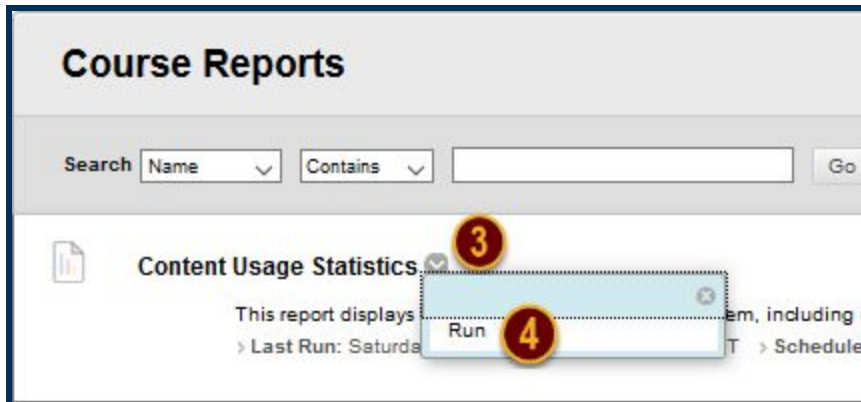 Course Reports
Search Name Contains Go
3
Content Usage Statistics
This report displays em, including
Run 4
> Last Run: Saturda T > Schedule